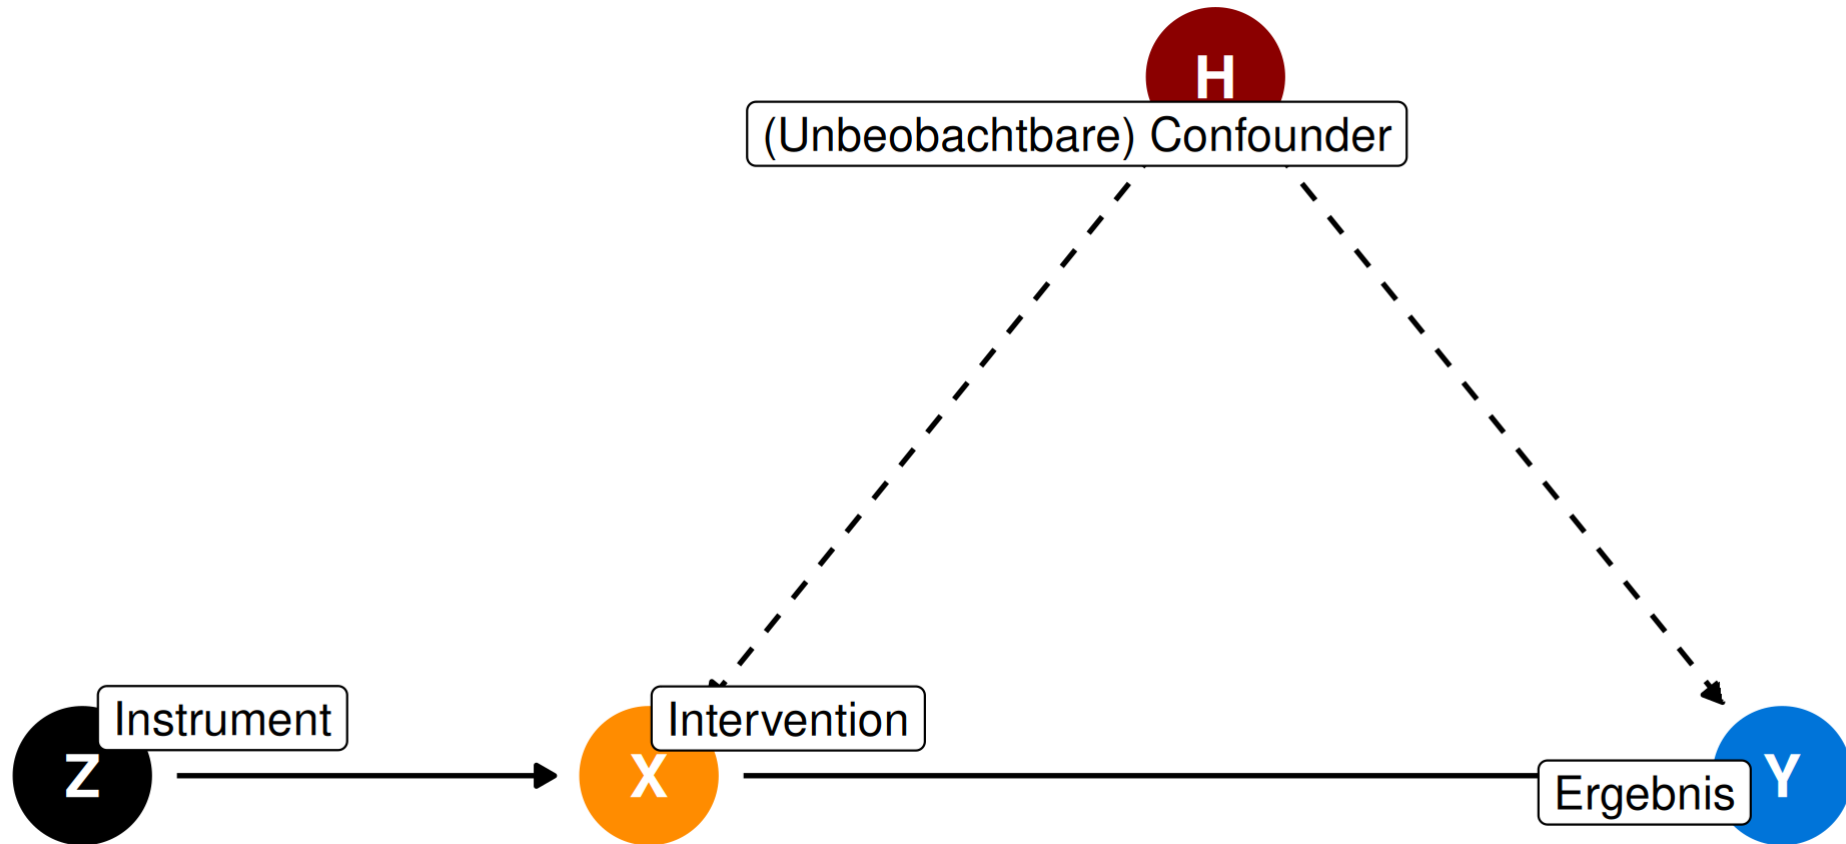 H
(Unbeobachtbare) Confounder
Instrument
Intervention
Z
X
Ergebnis
Y